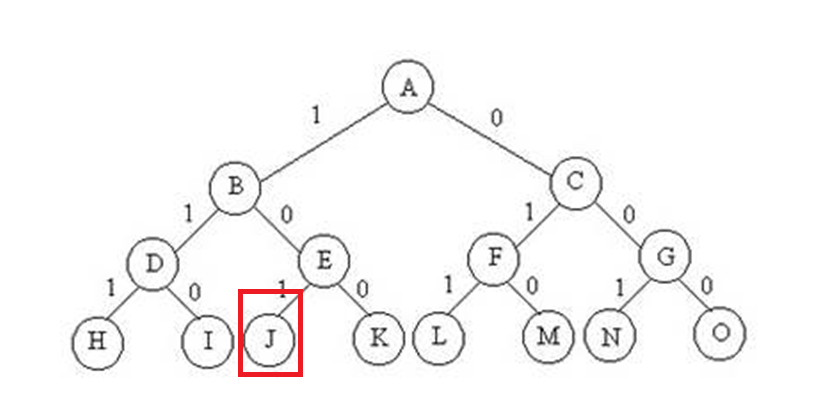 A
1 0
B C
1 0 1 0
D E F G
1 0 1 0 1 0 1 0
H I J K L M N O